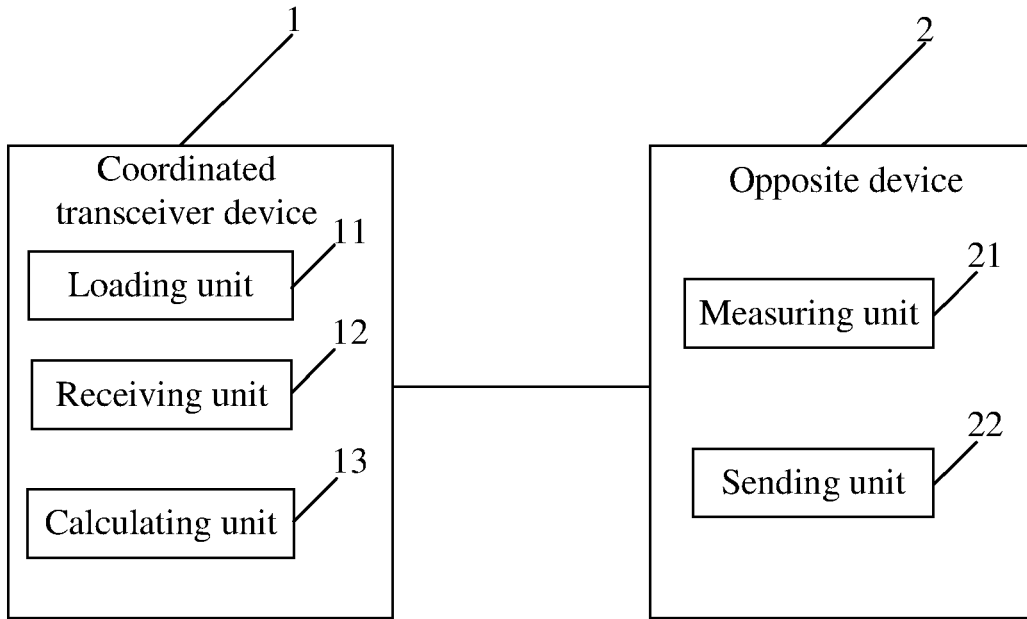 1
Coordinated
transceiver device
11
Loading unit
12
Receiving unit
13
Calculating unit
2
Opposite device
21
Measuring unit
22
Sending unit